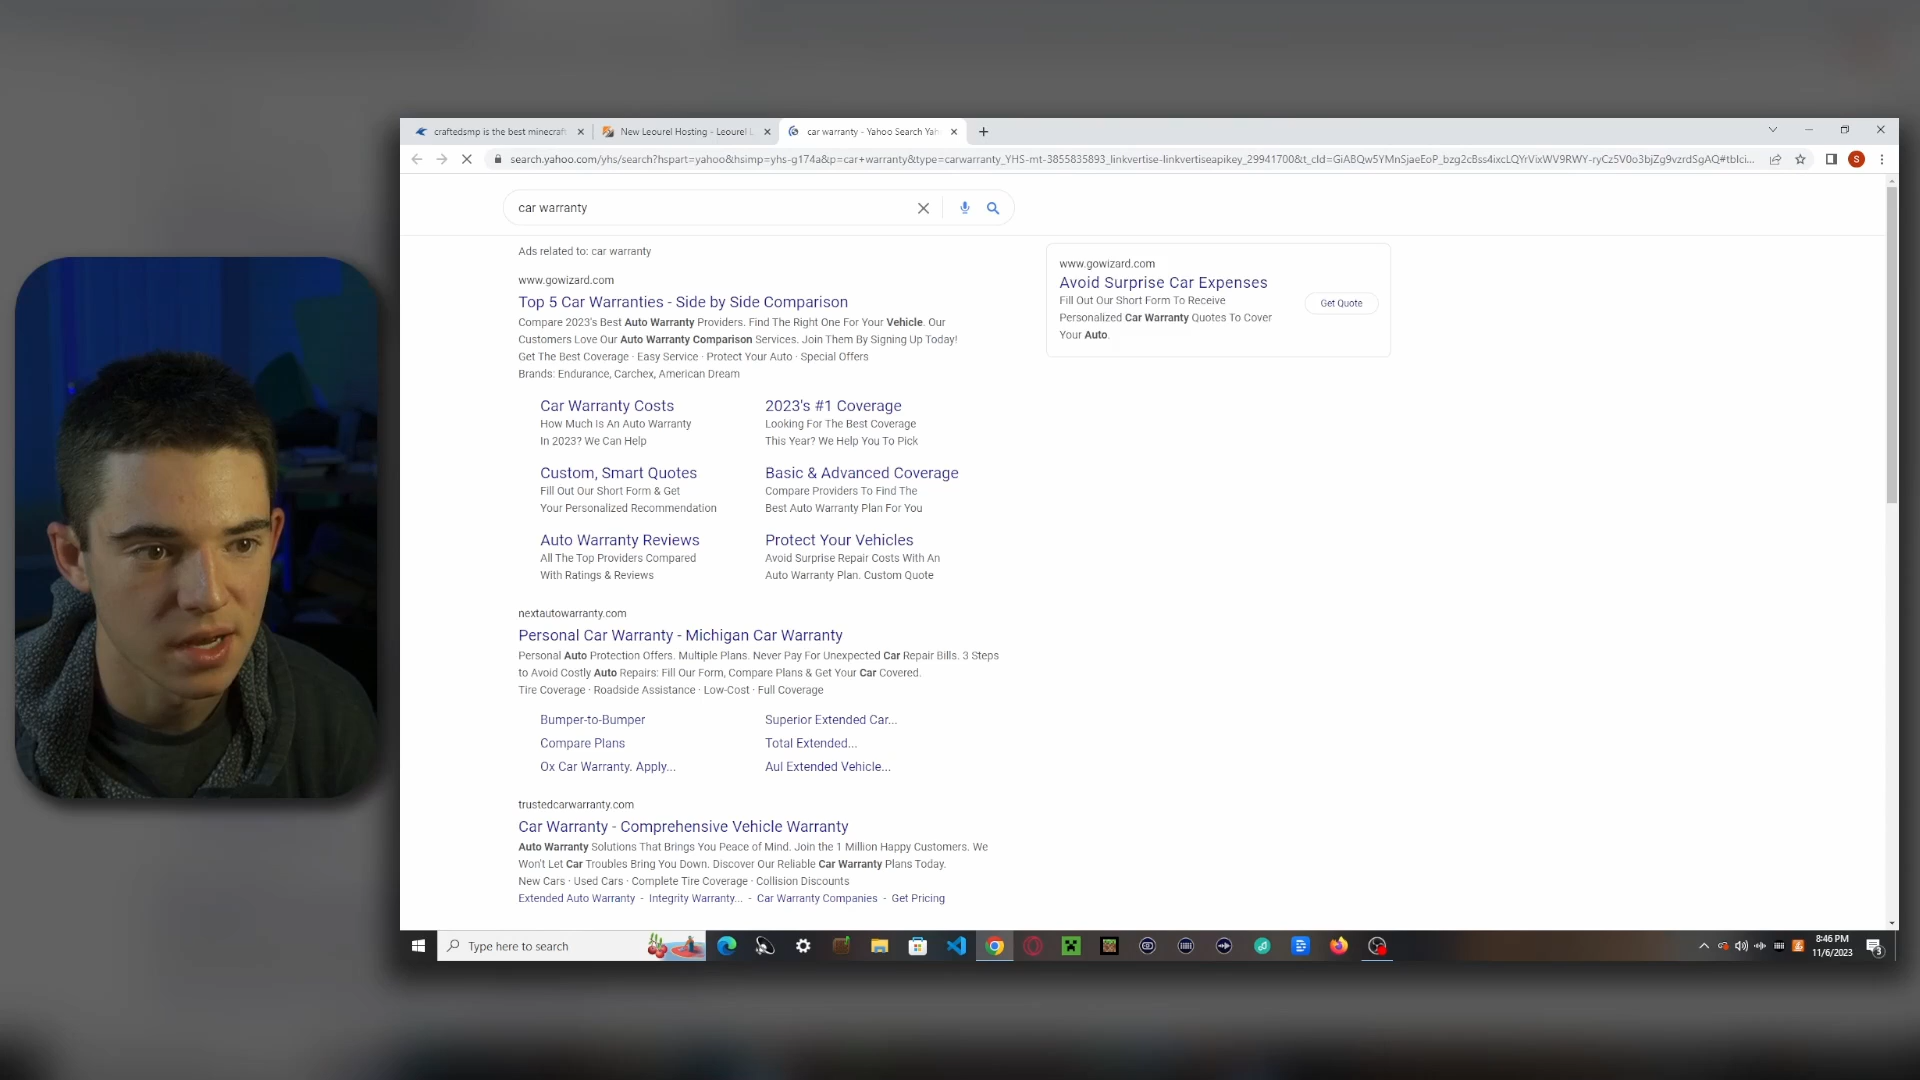 craftedsmp is the best minecraft
New Leourel Hosting - Leourel L
car warranty - Yahoo Search Yah
search.yahoo.com/yhs/search?hspart=yahoo&hsimp=yhs-g174a&p=car+warranty&type=carwarranty_YHS-mt-3855835893_linkvertise-linkvertiseapikey_29941700&t_cId=
S
car warranty
Ads related to: car warranty
www.gowizard.com
Top 5 Car Warranties - Side by Side Comparison
Compare 2023's Best Auto Warranty Providers. Find The Right One For Your Vehicle. Our
Customers Love Our Auto Warranty Comparison Services. Join Them By Signing Up Today!
Get The Best Coverage · Easy Service · Protect Your Auto · Special Offers
Brands: Endurance, Carchex, American Dream
Car Warranty Costs
How Much Is An Auto Warranty
In 2023? We Can Help
2023's #1 Coverage
Looking For The Best Coverage
This Year? We Help You To Pick
Custom, Smart Quotes
Fill Out Our Short Form & Get
Your Personalized Recommendation
Basic & Advanced Coverage
Compare Providers To Find The
Best Auto Warranty Plan For You
Auto Warranty Reviews
All The Top Providers Compared
With Ratings & Reviews
Protect Your Vehicles
Avoid Surprise Repair Costs With An
Auto Warranty Plan. Custom Quote
nextautowarranty.com
Personal Car Warranty - Michigan Car Warranty
Personal Auto Protection Offers. Multiple Plans. Never Pay For Unexpected Car Repair Bills. 3 Steps
to Avoid Costly Auto Repairs: Fill Our Form, Compare Plans & Get Your Car Covered.
Tire Coverage · Roadside Assistance · Low-Cost · Full Coverage
Bumper-to-Bumper
Superior Extended Car...
Compare Plans
Total Extended...
Ox Car Warranty. Apply...
Aul Extended Vehicle...
trustedcarwarranty.com
Car Warranty - Comprehensive Vehicle Warranty
Auto Warranty Solutions That Brings You Peace of Mind. Join the 1 Million Happy Customers. We
Won't Let Car Troubles Bring You Down. Discover Our Reliable Car Warranty Plans Today.
New Cars · Used Cars · Complete Tire Coverage · Collision Discounts
Extended Auto Warranty - Integrity Warranty... - Car Warranty Companies - Get Pricing
www.gowizard.com
Avoid Surprise Car Expenses
Fill Out Our Short Form To Receive
Personalized Car Warranty Quotes To Cover
Your Auto.
Get Quote
Type here to search
8:46 PM
11/6/2023
3